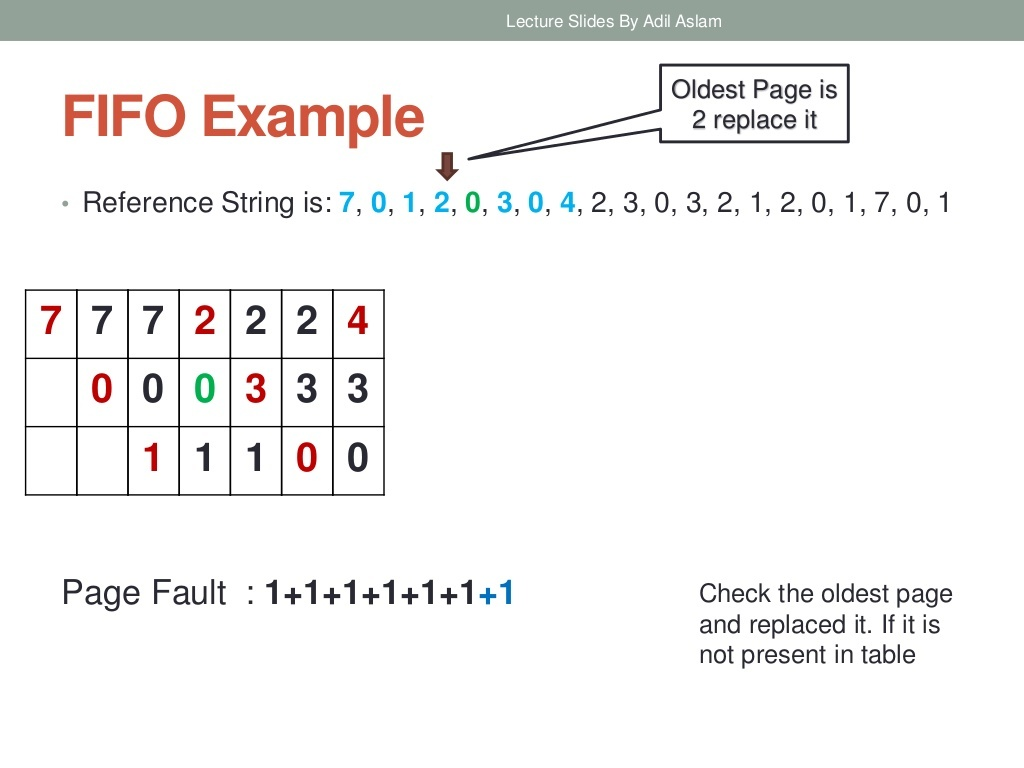 Lecture Slides By Adil Aslam
Oldest Page is
2 replace it
FIFO Example
• Reference String is: 7, 0, 1, 2, 0, 3, 0, 4, 2, 3, 0, 3, 2, 1, 2, 0, 1, 7, 0, 1
7 7 7 2 2 2 4
0 0 0 3 3 3
1 1 1 0 0
Page Fault : 1+1+1+1+1+1+1
Check the oldest page
and replaced it. If it is
not present in table